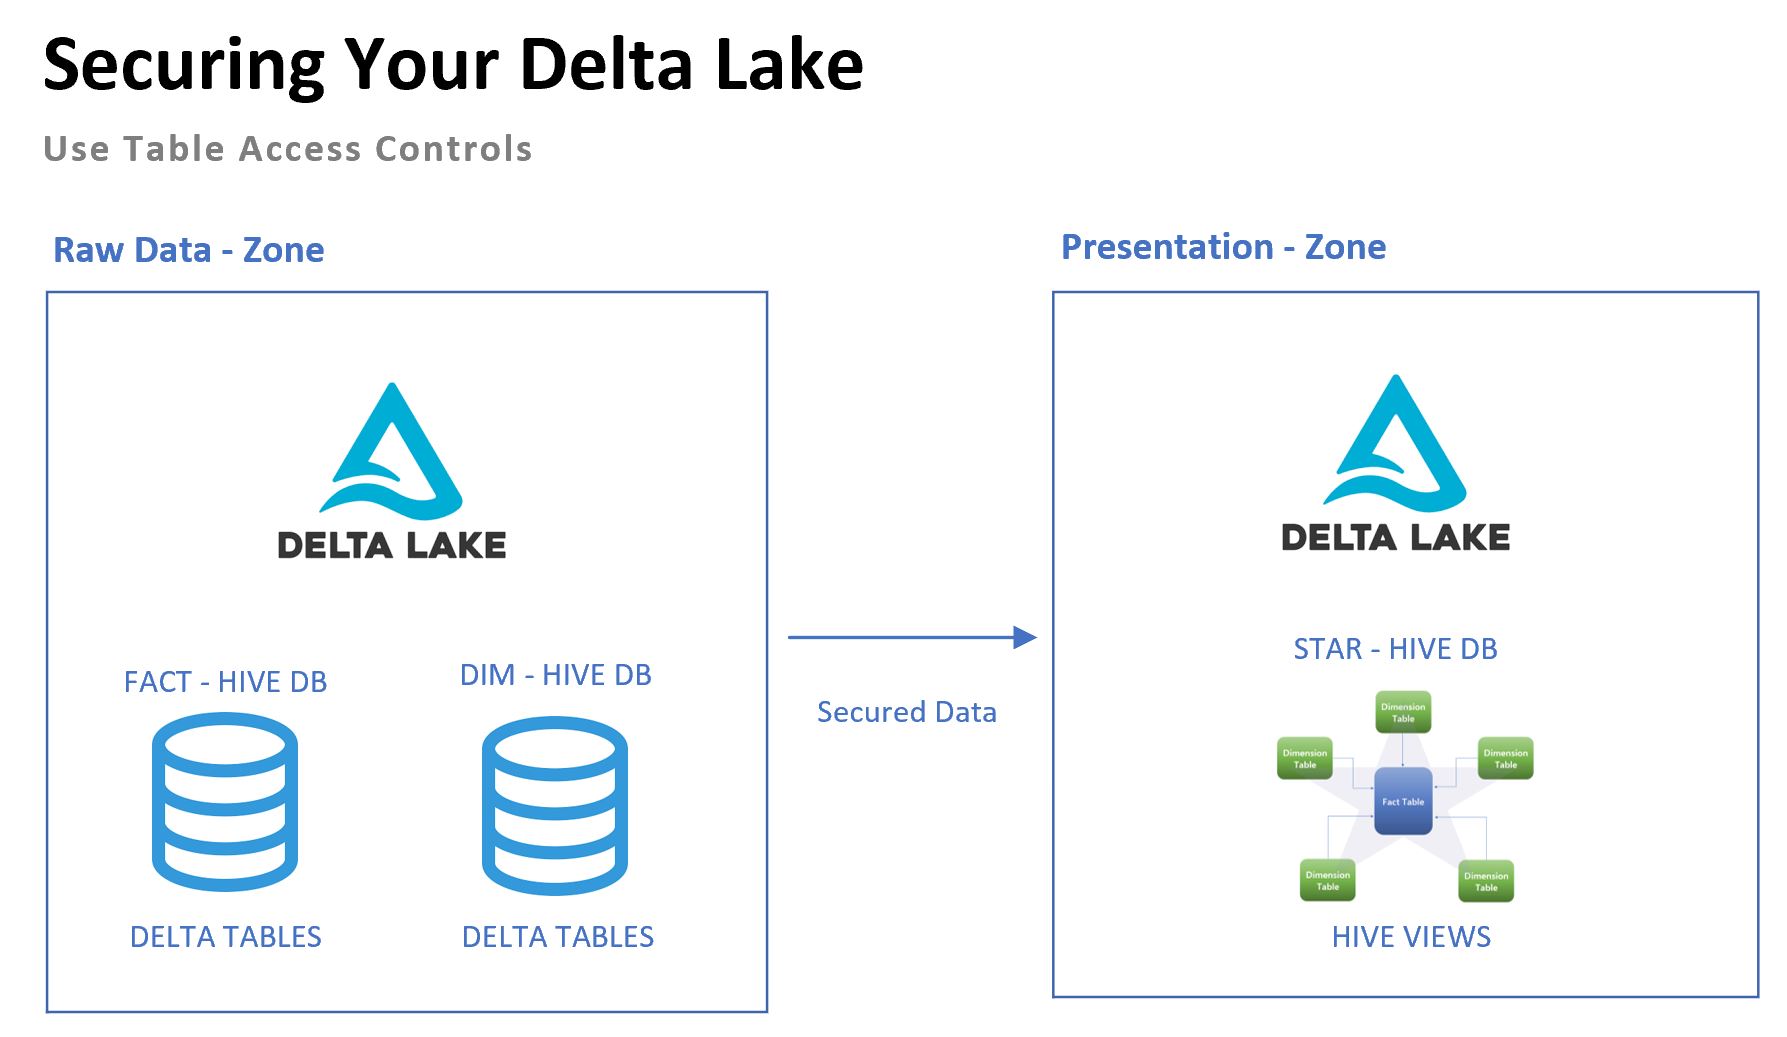 Securing Your Delta Lake
Use Table Access Controls
Raw Data - Zone
DELTA LAKE
FACT - HIVE DB
DIM - HIVE DB
DELTA TABLES
DELTA TABLES
Secured Data
Presentation - Zone
DELTA LAKE
STAR - HIVE DB
Dimension
Table
Dimension
Table
Dimension
Table
Fact Table
Dimension
Table
Dimension
Table
HIVE VIEWS